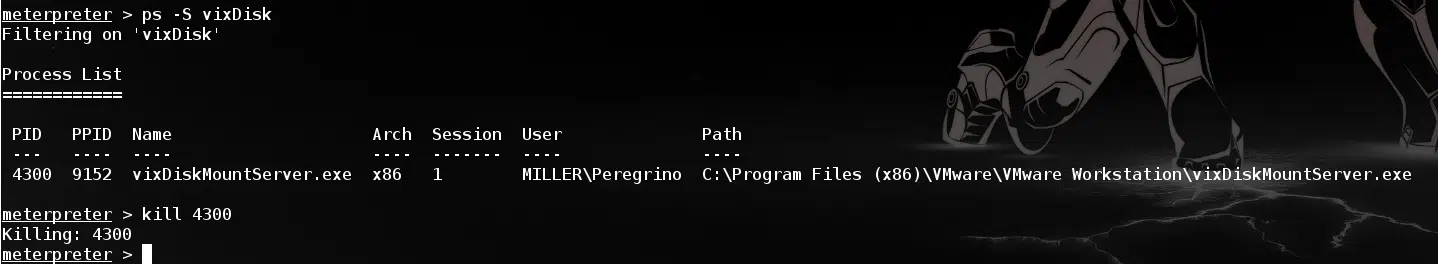 meterpreter > ps -S vixDisk
Filtering on 'vixDisk'
Process List
============
PID PPID Name Arch Session User Path
--- ---- ---- ---- ------- ---- ----
4300 9152 vixDiskMountServer.exe x86 1 MILLER\Peregrino C:\Program Files (x86)\VMware\VMware Workstation\vixDiskMountServer.exe
meterpreter > kill 4300
Killing: 4300
meterpreter >